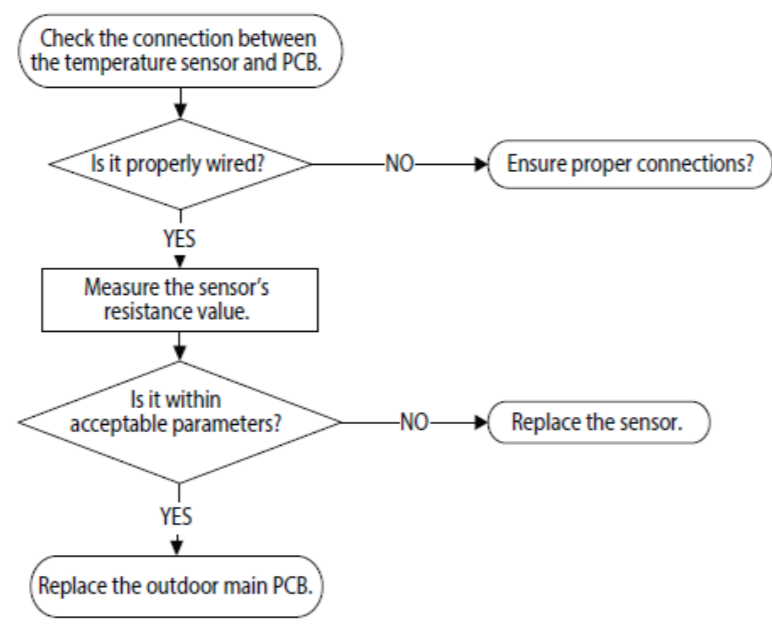 Check the connection between
the temperature sensor and PCB.
Is it properly wired?
NO
Ensure proper connections?
YES
Measure the sensor's
resistance value.
Is it within
acceptable parameters?
NO
Replace the sensor.
YES
Replace the outdoor main PCB.